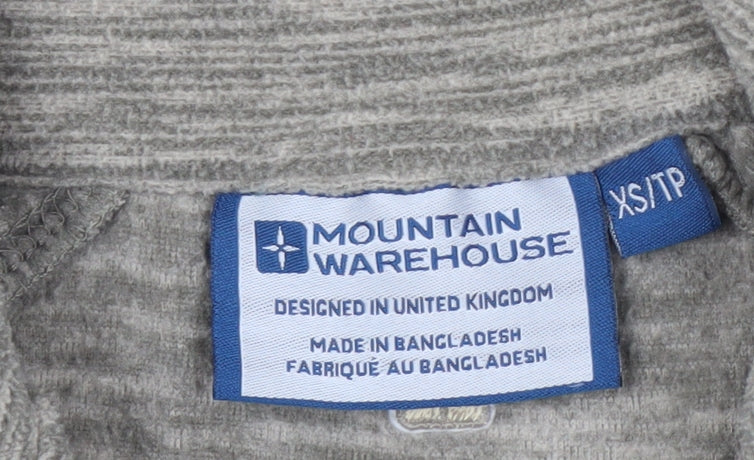 MOUNTAIN
WAREHOUSE
DESIGNED IN UNITED KINGDOM
MADE IN BANGLADESH
FABRIQUÉ AU BANGLADESH
XS/TP